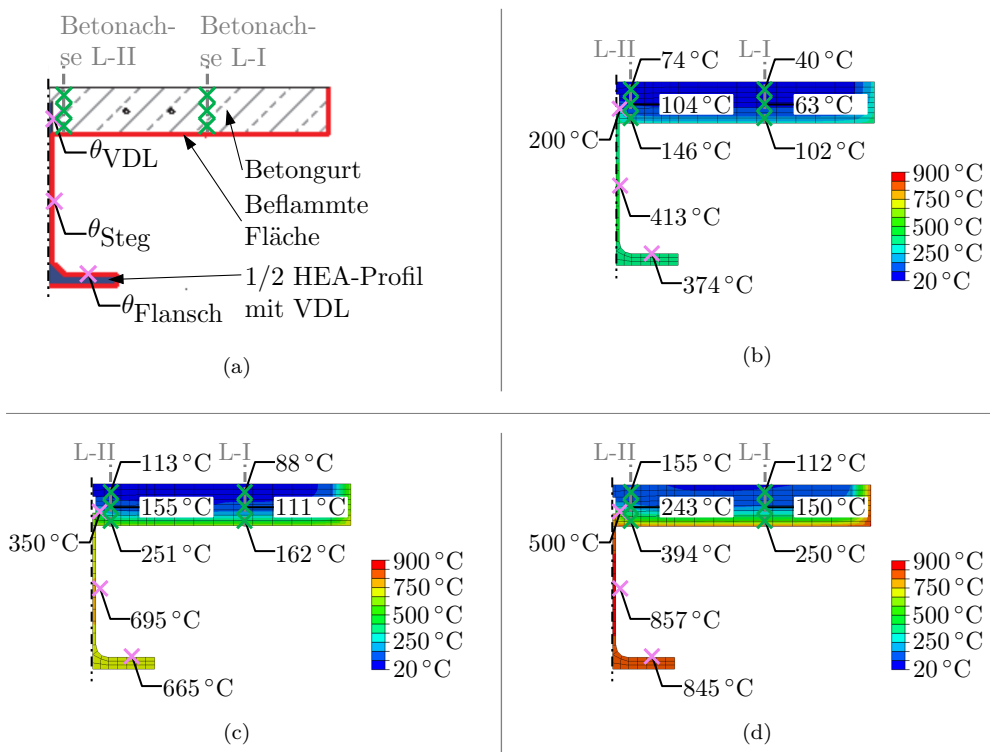 Betonach- Betonach-
se L-II se L-I
θVDL
Betongurt
θSteg
Beflammte
Fläche
1/2 HEA-Profil
mit VDL
θFlansch
(a)
L-II L-I
74 °C 40 °C
104 °C 63 °C
200 °C
146 °C 102 °C
413 °C
374 °C
900 °C
750 °C
500 °C
250 °C
20 °C
(b)
L-II L-I
113 °C 88 °C
155 °C 111 °C
350 °C
251 °C 162 °C
695 °C
665 °C
900 °C
750 °C
500 °C
250 °C
20 °C
(c)
L-II L-I
155 °C 112 °C
243 °C 150 °C
500 °C
394 °C 250 °C
857 °C
845 °C
900 °C
750 °C
500 °C
250 °C
20 °C
(d)